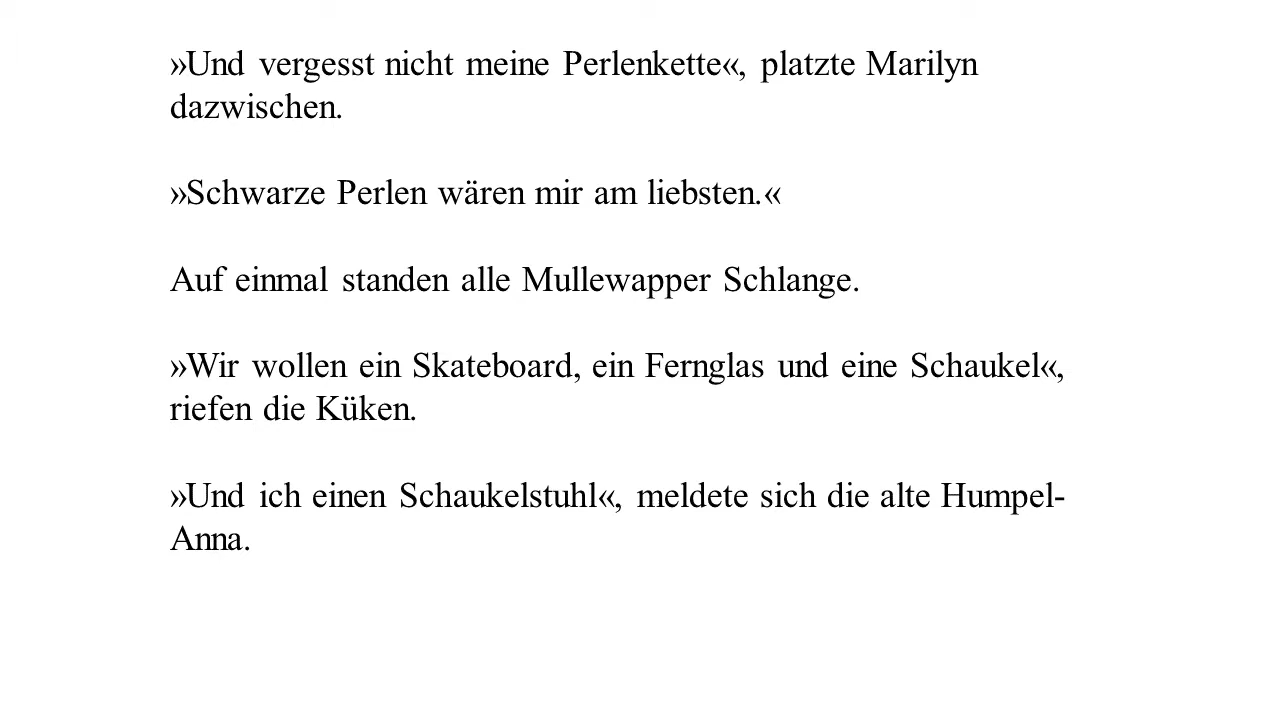 »Und vergesst nicht meine Perlenkette«, platzte Marilyn
dazwischen.
»Schwarze Perlen wären mir am liebsten.«
Auf einmal standen alle Mullewapper Schlange.
»Wir wollen ein Skateboard, ein Fernglas und eine Schaukel«,
riefen die Küken.
»Und ich einen Schaukelstuhl«, meldete sich die alte Humpel-
Anna.